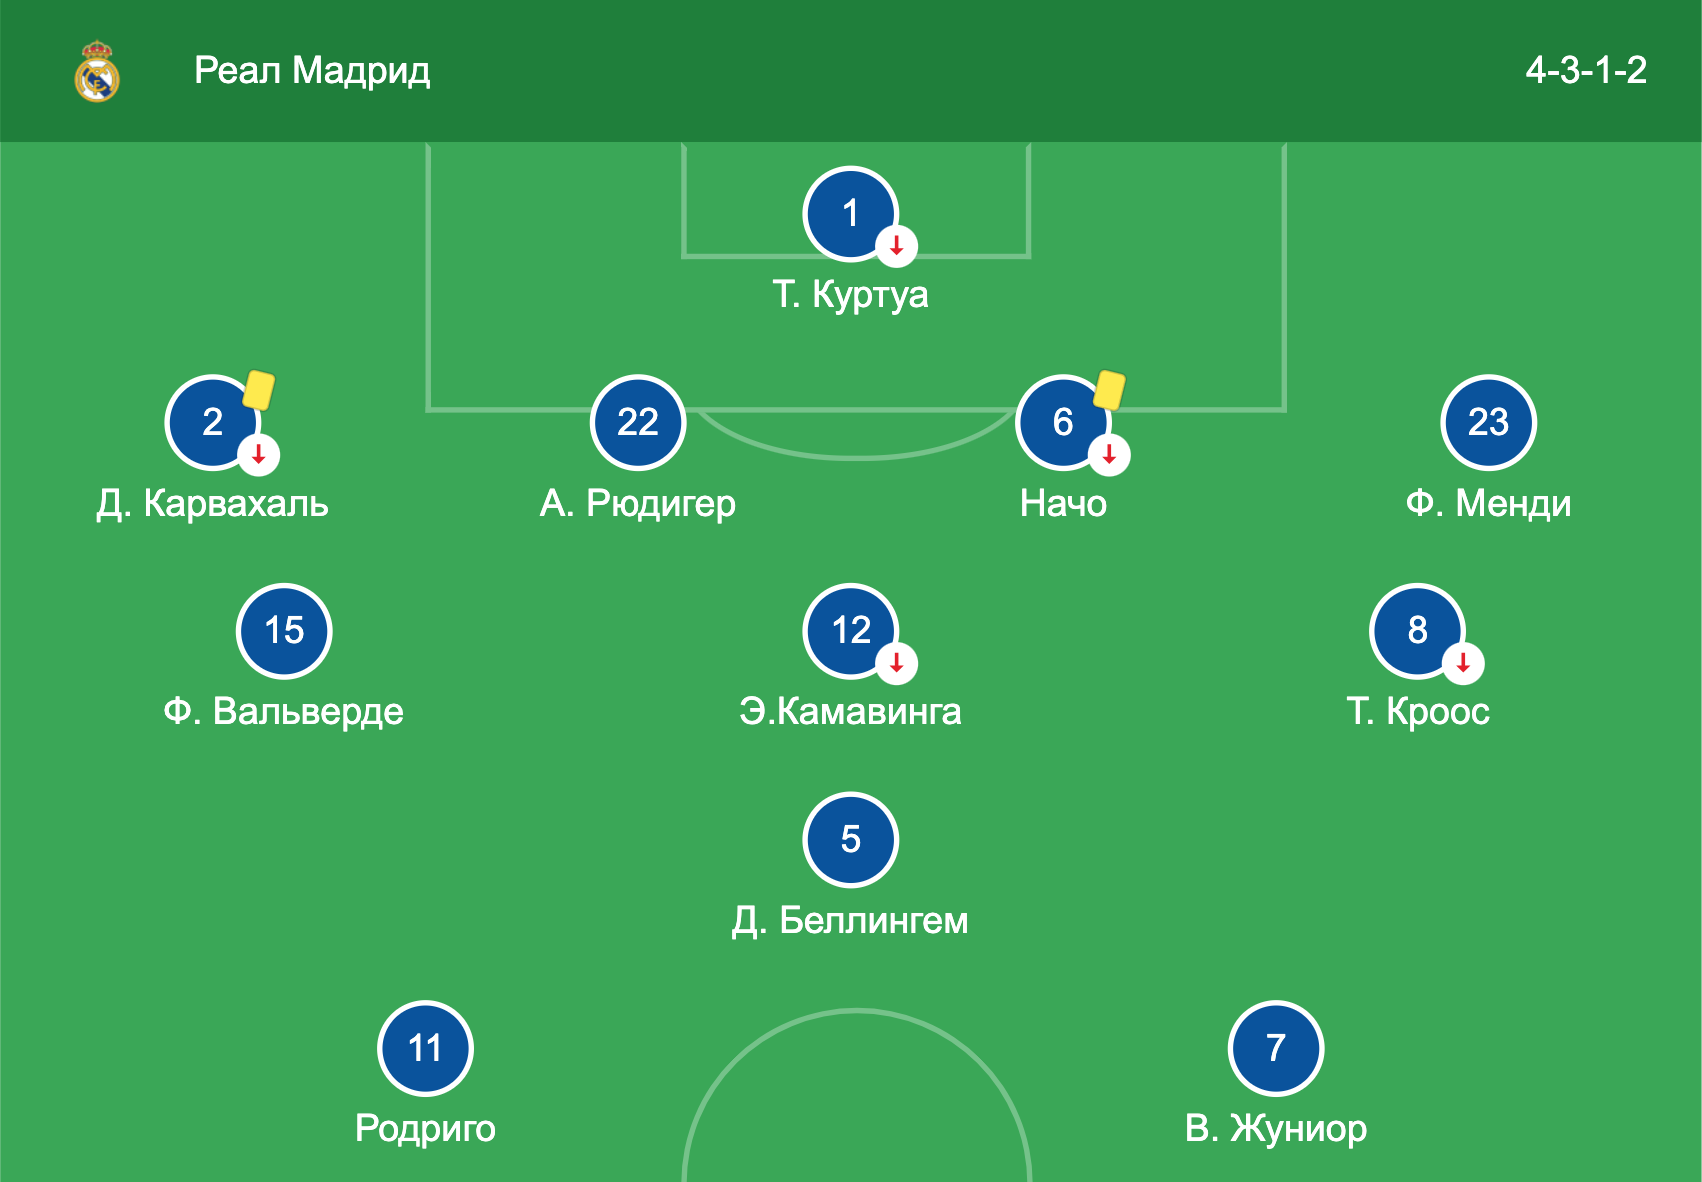 Реал Мадрид 4-3-1-2
1
Т. Куртуа
2 22 6 23
Д. Карвахаль А. Рюдигер Начо Ф. Менди
15 12 8
Ф. Вальверде Э.Камавинга Т. Кроос
5
Д. Беллингем
11 7
Родриго В. Жуниор